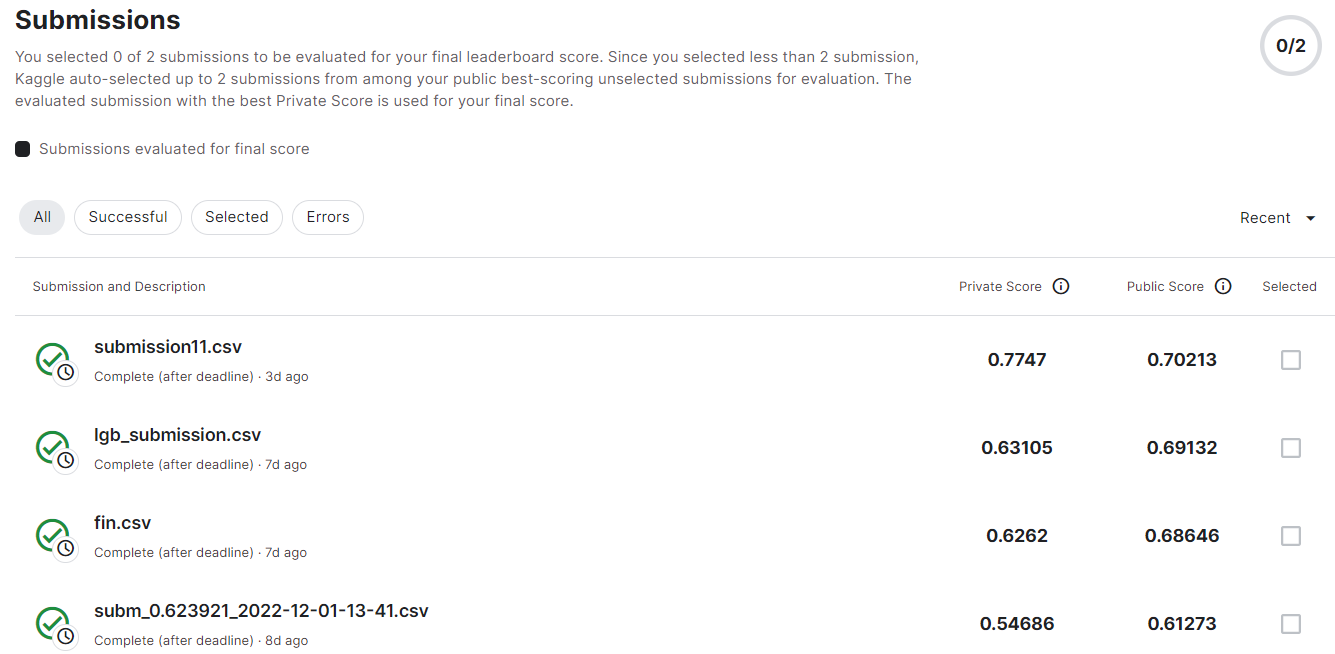 Submissions
You selected 0 of 2 submissions to be evaluated for your final leaderboard score. Since you selected less than 2 submission,
Kaggle auto-selected up to 2 submissions from among your public best-scoring unselected submissions for evaluation. The
evaluated submission with the best Private Score is used for your final score.
0/2
Submissions evaluated for final score
All Successful Selected Errors Recent
Submission and Description Private Score Public Score Selected
submission11.csv
Complete (after deadline) · 3d ago
0.7747 0.70213
lgb_submission.csv
Complete (after deadline) · 7d ago
0.63105 0.69132
fin.csv
Complete (after deadline) · 7d ago
0.6262 0.68646
subm_0.623921_2022-12-01-13-41.csv
Complete (after deadline) · 8d ago
0.54686 0.61273